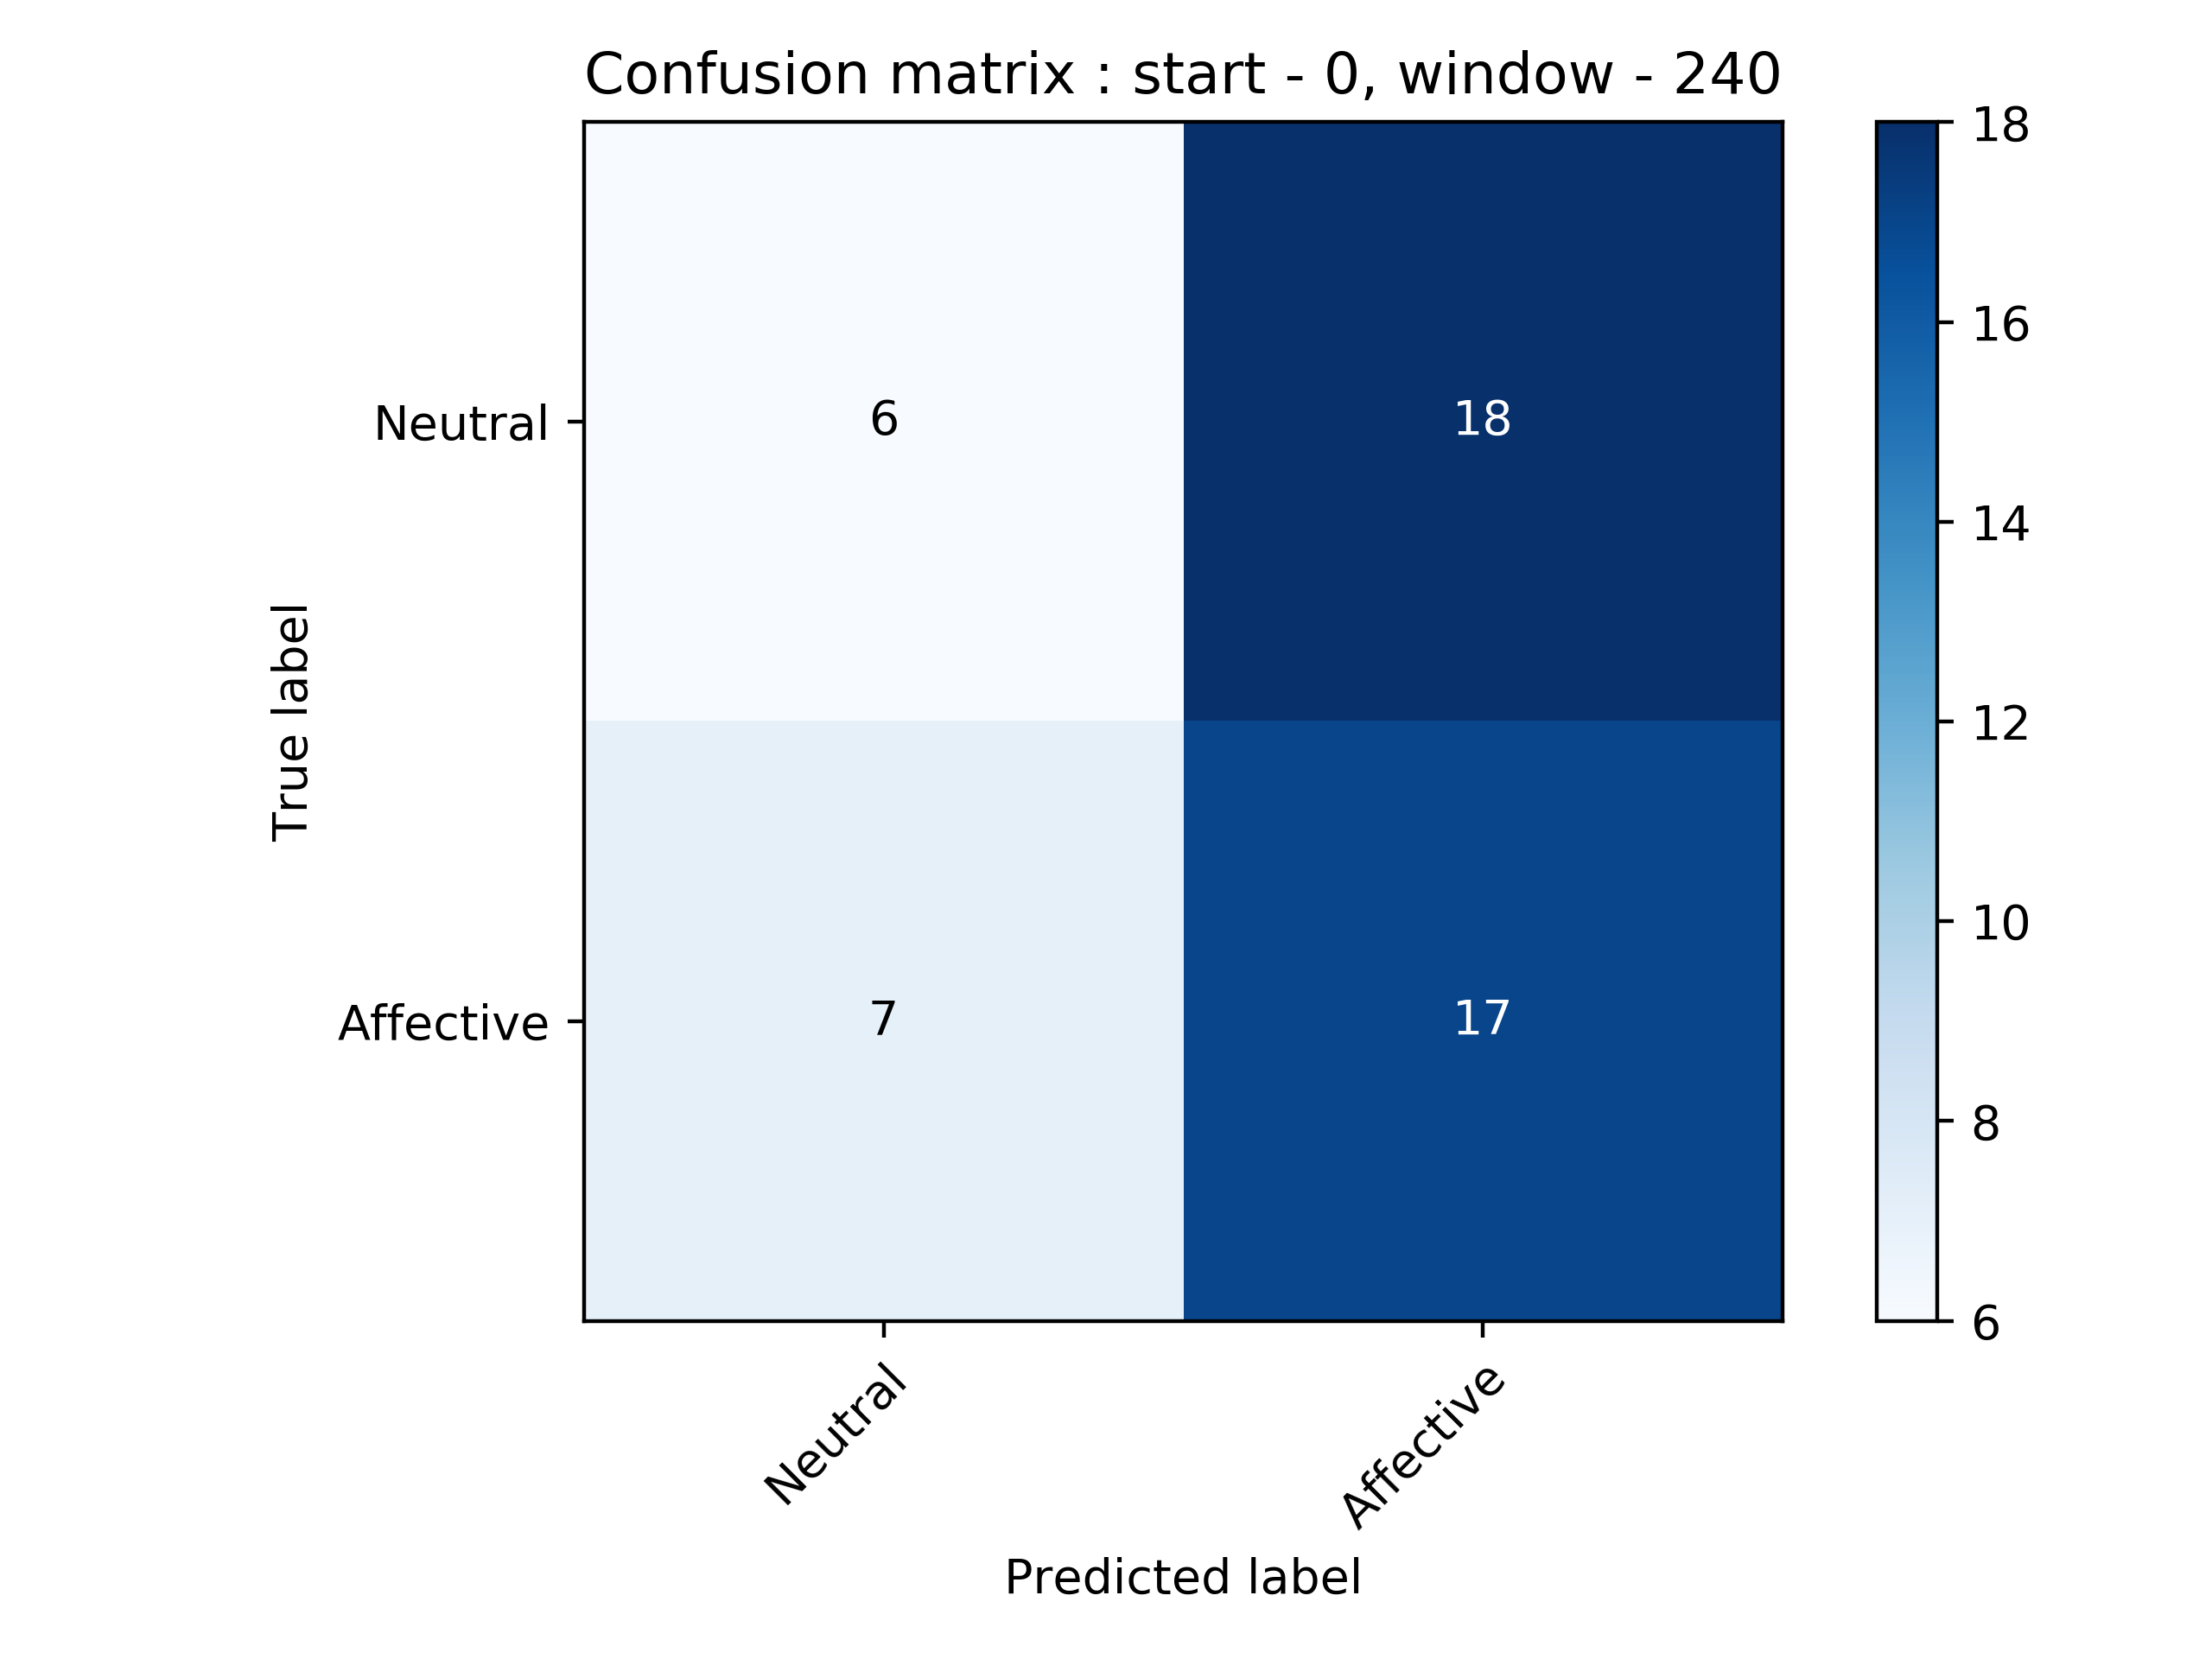 Confusion matrix : start - 0, window - 240
18
16
14
12
10
8
6
True label
Neutral
6
18
Affective
7
17
Neutral
Affective
Predicted label